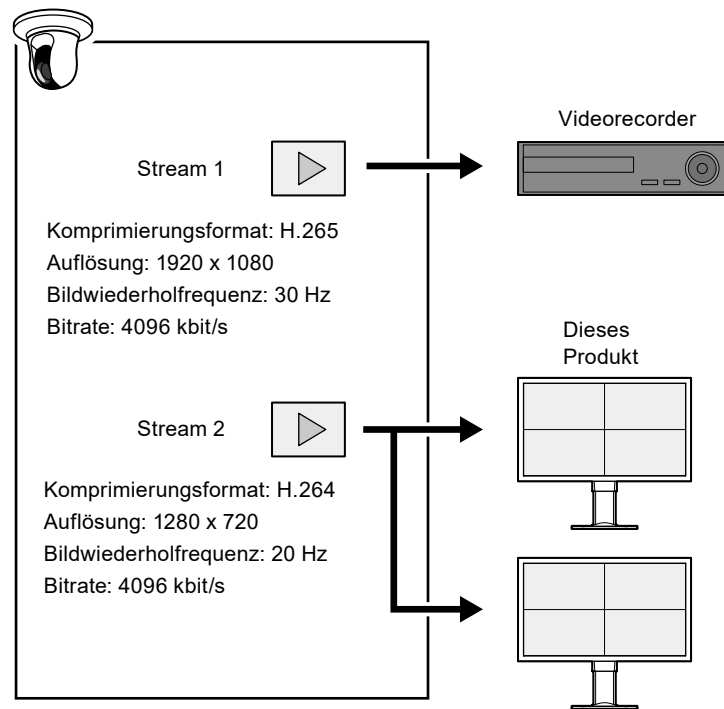 Videorecorder
Stream 1
Komprimierungsformat: H.265
Auflösung: 1920 x 1080
Bildwiederholfrequenz: 30 Hz
Bitrate: 4096 kbit/s
Dieses
Produkt
Stream 2
Komprimierungsformat: H.264
Auflösung: 1280 x 720
Bildwiederholfrequenz: 20 Hz
Bitrate: 4096 kbit/s